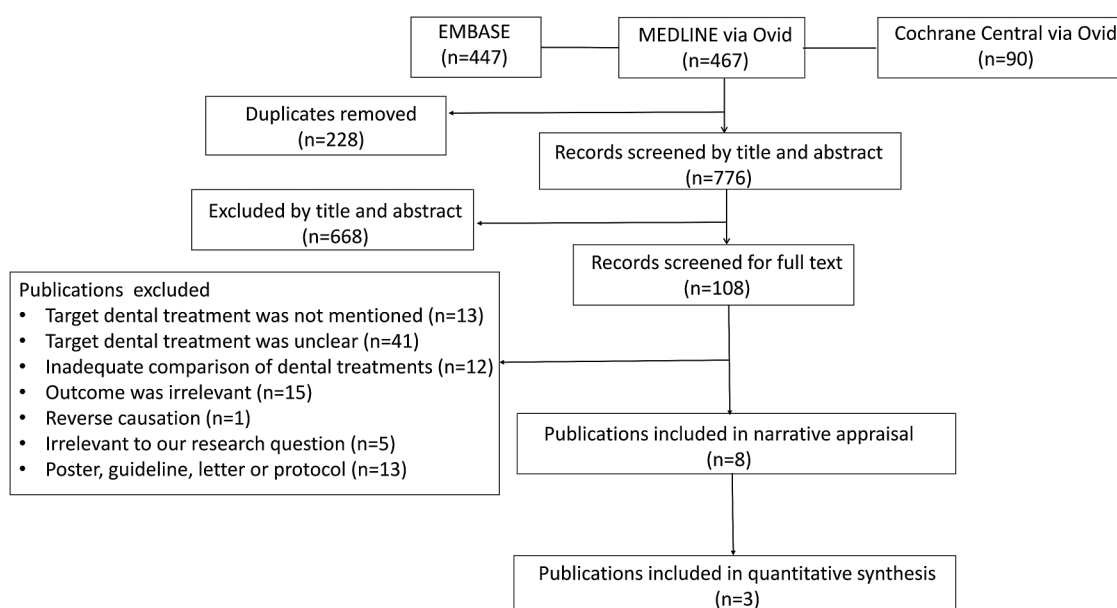 EMBASE
(n=447)
MEDLINE via Ovid
(n=467)
Cochrane Central via Ovid
(n=90)
Duplicates removed
(n=228)
Records screened by title and abstract
(n=776)
Excluded by title and abstract
(n=668)
Records screened for full text
(n=108)
Publications excluded
• Target dental treatment was not mentioned (n=13)
• Target dental treatment was unclear (n=41)
• Inadequate comparison of dental treatments (n=12)
• Outcome was irrelevant (n=15)
• Reverse causation (n=1)
• Irrelevant to our research question (n=5)
• Poster, guideline, letter or protocol (n=13)
Publications included in narrative appraisal
(n=8)
Publications included in quantitative synthesis
(n=3)